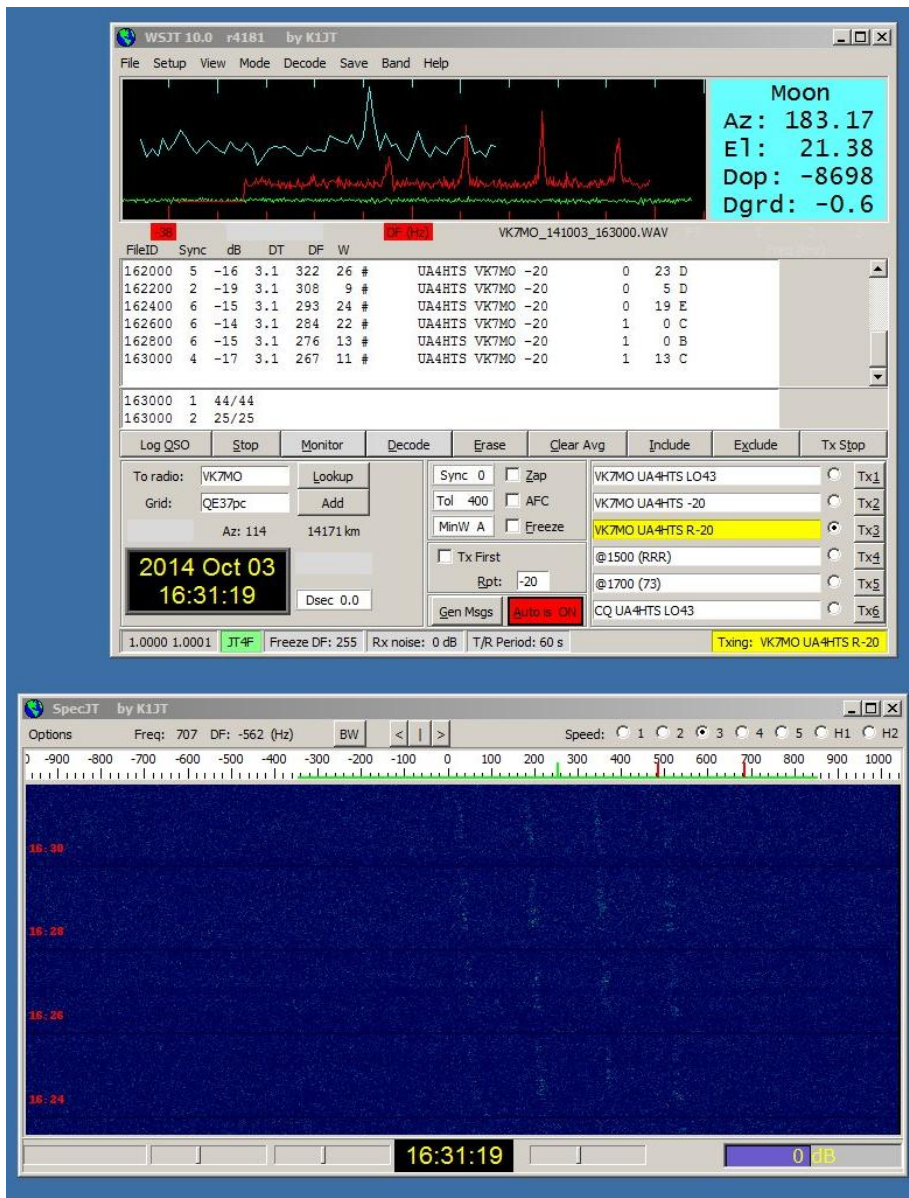 WSJT 10.0 r4181 by K1JT
File Setup View Mode Decode Save Band Help
Moon
Az: 183.17
El: 21.38
Dop: -8698
Dgrd: -0.6
-38 DF (Hz) VK7MO_141003_163000.WAV
FileID Sync dB DT DF W
162000 5 -16 3.1 322 26 # UA4HTS VK7MO -20 0 23 D
162200 2 -19 3.1 308 9 # UA4HTS VK7MO -20 0 5 D
162400 6 -15 3.1 293 24 # UA4HTS VK7MO -20 0 19 E
162600 6 -14 3.1 284 22 # UA4HTS VK7MO -20 1 0 C
162800 6 -15 3.1 276 13 # UA4HTS VK7MO -20 1 0 B
163000 4 -17 3.1 267 11 # UA4HTS VK7MO -20 1 13 C
163000 1 44/44
163000 2 25/25
Log QSO Stop Monitor Decode Erase Clear Avg Include Exclude Tx Stop
To radio: VK7MO Lookup
Grid: QE37pc Add
Az: 114 14171 km
2014 Oct 03
16:31:19
Dsec 0.0
Sync 0 Zap
Tol 400 AFC
MinW A Freeze
Tx First
Rpt: -20
Gen Msgs Auto is ON
VK7MO UA4HTS LO43 Tx1
VK7MO UA4HTS -20 Tx2
VK7MO UA4HTS R-20 Tx3
@1500 (RRR) Tx4
@1700 (73) Tx5
CQ UA4HTS LO43 Tx6
1.0000 1.0001 JT4F Freeze DF: 255 Rx noise: 0 dB T/R Period: 60 s Txing: VK7MO UA4HTS R-20
SpecJT by K1JT
Options Freq: 707 DF: -562 (Hz) BW < | > Speed: 1 2 3 4 5 H1 H2
-900 -800 -700 -600 -500 -400 -300 -200 -100 0 100 200 300 400 500 600 700 800 900 1000
16:30
16:28
16:26
16:24
16:31:19 0 dB